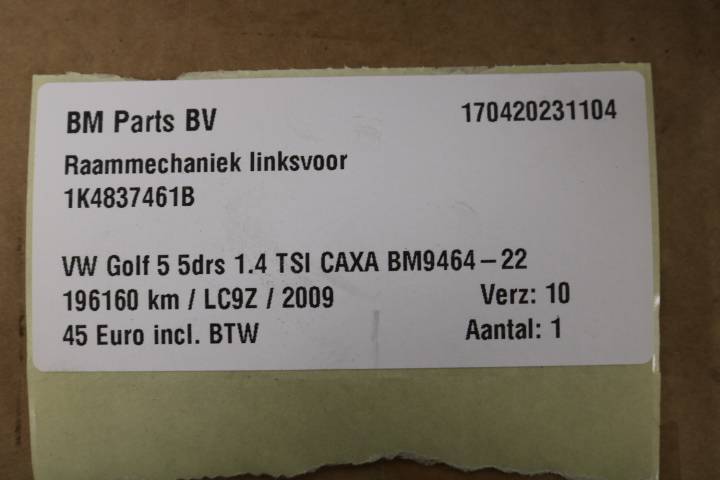 BM Parts BV 170420231104
Raammechaniek linksvoor
1K4837461B
VW Golf 5 5drs 1.4 TSI CAXA BM9464-22
196160 km / LC9Z / 2009 Verz: 10
45 Euro incl. BTW Aantal: 1